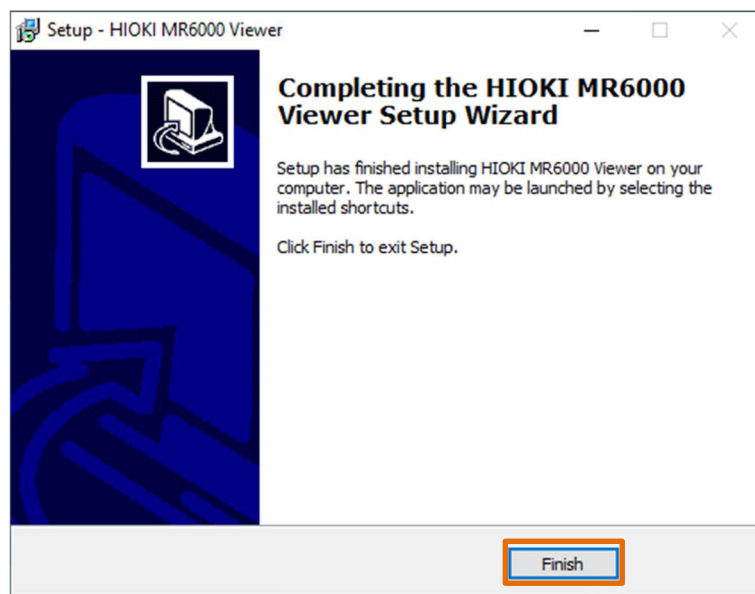 Setup - HIOKI MR6000 Viewer
Completing the HIOKI MR6000
Viewer Setup Wizard
Setup has finished installing HIOKI MR6000 Viewer on your
computer. The application may be launched by selecting the
installed shortcuts.
Click Finish to exit Setup.
Finish